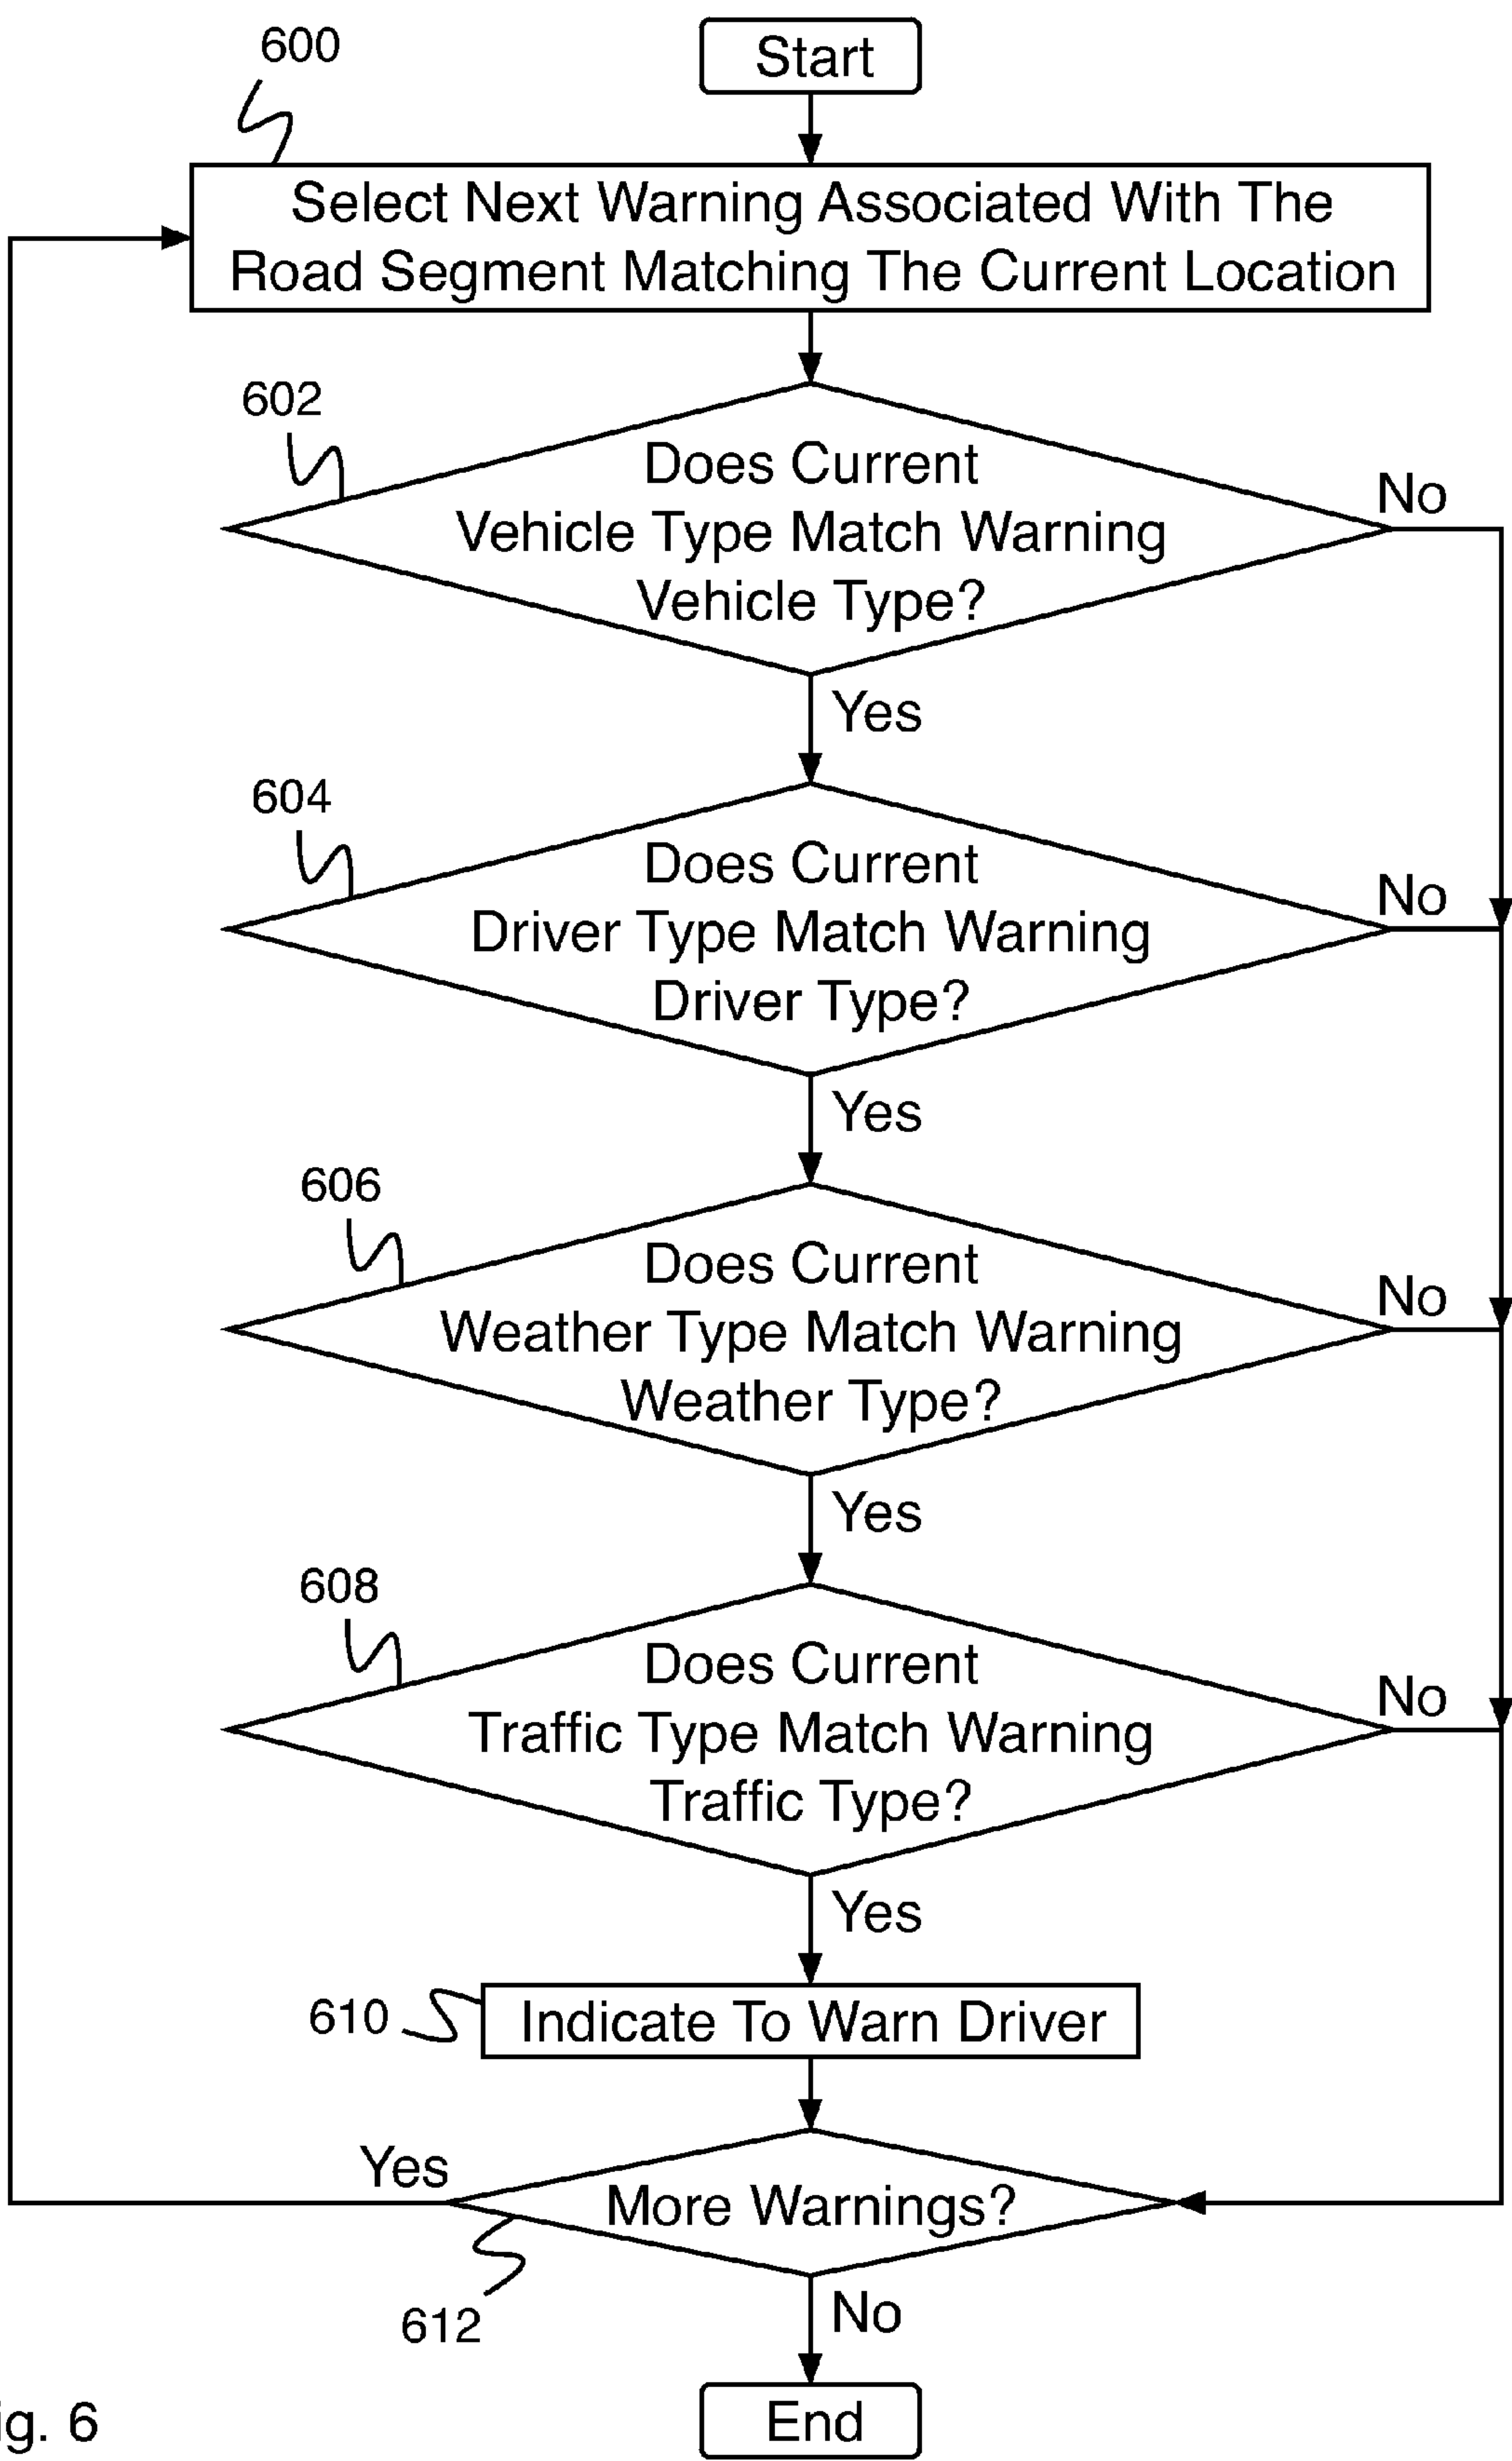 Start
600
Select Next Warning Associated With The
Road Segment Matching The Current Location
602
Does Current
Vehicle Type Match Warning
Vehicle Type?
No
Yes
604
Does Current
Driver Type Match Warning
Driver Type?
No
Yes
606
Does Current
Weather Type Match Warning
Weather Type?
No
Yes
608
Does Current
Traffic Type Match Warning
Traffic Type?
No
Yes
610
Indicate To Warn Driver
Yes
More Warnings?
612
No
End
ig. 6